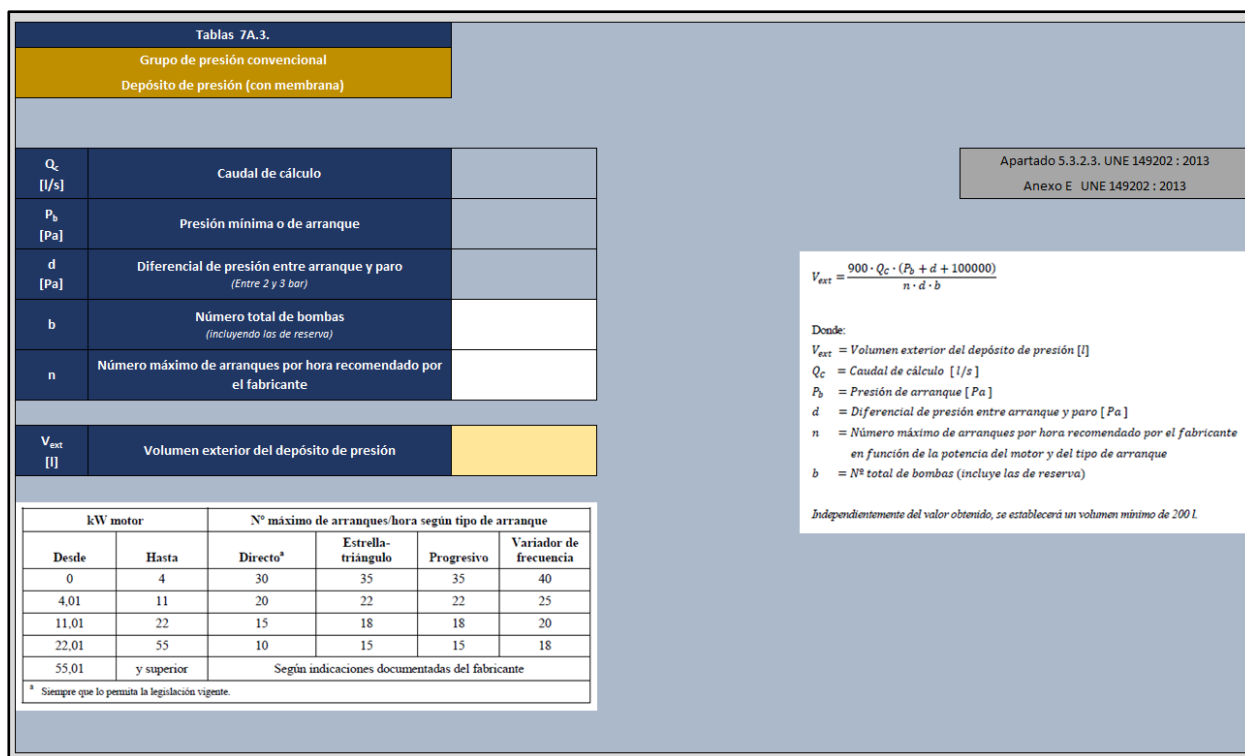 Tablas 7A.3.
Grupo de presión convencional
Depósito de presión (con membrana)
Qc
[l/s]
Caudal de cálculo
Apartado 5.3.2.3. UNE 149202 : 2013
Anexo E UNE 149202 : 2013
Pb
[Pa]
Presión mínima o de arranque
d
[Pa]
Diferencial de presión entre arranque y paro
(Entre 2 y 3 bar)
b
Número total de bombas
(incluyendo las de reserva)
n
Número máximo de arranques por hora recomendado por
el fabricante
Vext
[l]
Volumen exterior del depósito de presión
Vext = 900 · QC · (Pb + d + 100000)
n · d · b
Donde:
Vext = Volumen exterior del depósito de presión [l]
QC = Caudal de cálculo [ l/s ]
Pb = Presión de arranque [ Pa ]
d = Diferencial de presión entre arranque y paro [ Pa ]
n = Número máximo de arranques por hora recomendado por el fabricante
en función de la potencia del motor y del tipo de arranque
b = Nº total de bombas (incluye las de reserva)
Independientemente del valor obtenido, se establecerá un volumen mínimo de 200 l.
kW motor Nº máximo de arranques/hora según tipo de arranque
Desde Hasta Directoa Estrella-triángulo Progresivo Variador de frecuencia
0 4 30 35 35 40
4,01 11 20 22 22 25
11,01 22 15 18 18 20
22,01 55 10 15 15 18
55,01 y superior Según indicaciones documentadas del fabricante
a Siempre que lo permita la legislación vigente.